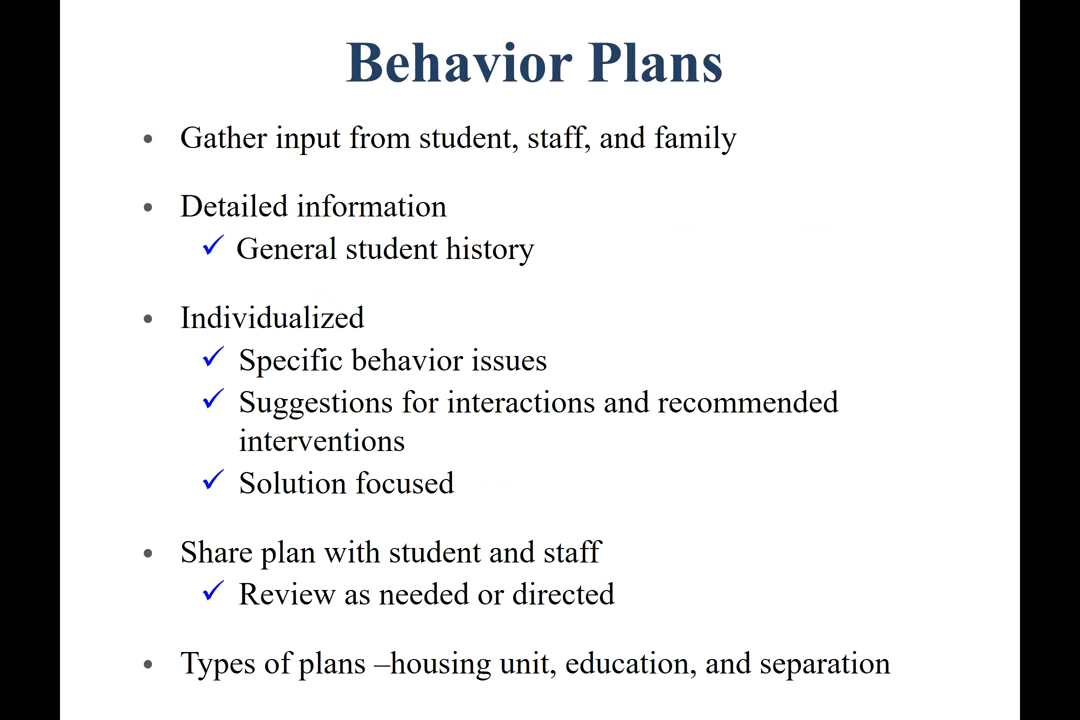 Behavior Plans
• Gather input from student, staff, and family
• Detailed information
✓ General student history
• Individualized
✓ Specific behavior issues
✓ Suggestions for interactions and recommended
interventions
✓ Solution focused
• Share plan with student and staff
✓ Review as needed or directed
• Types of plans –housing unit, education, and separation